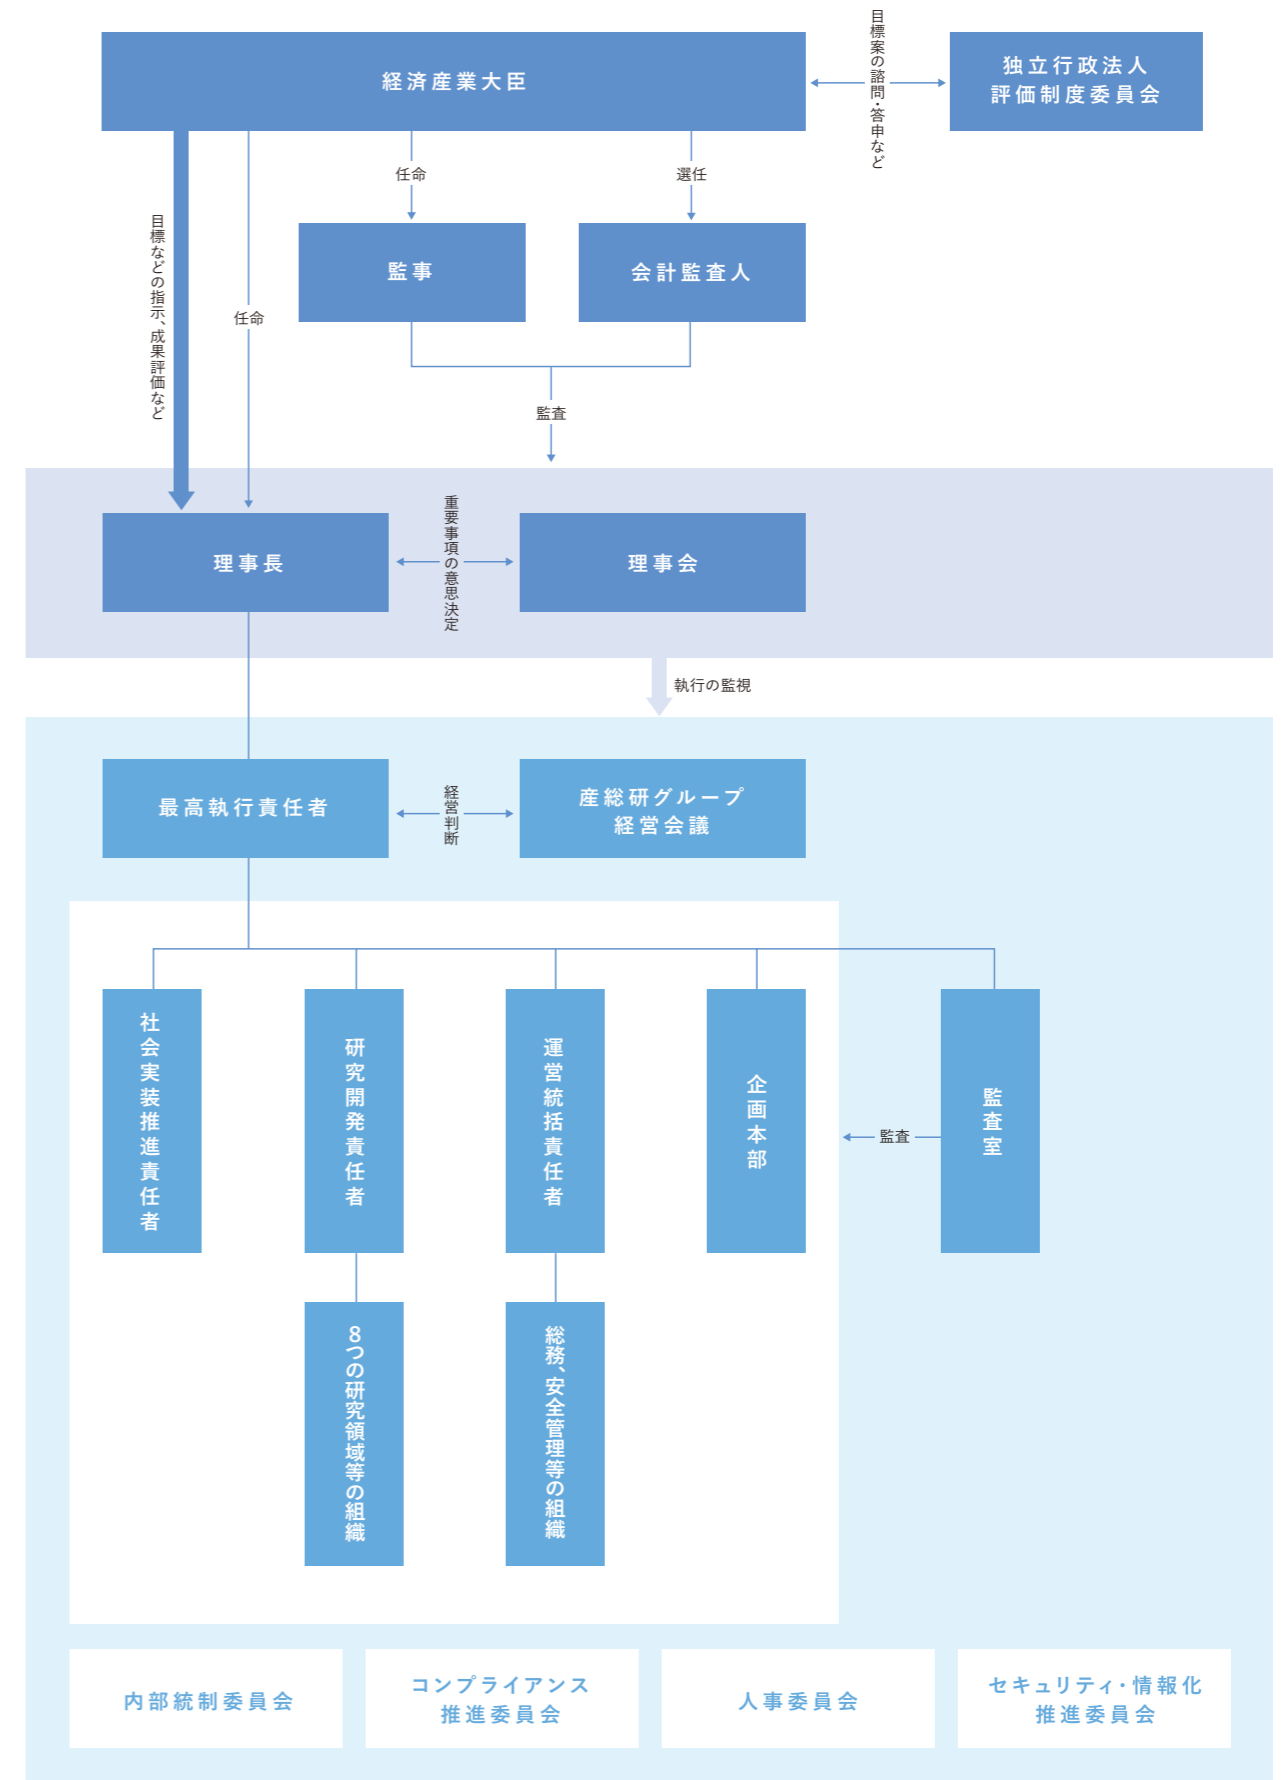 経済産業大臣
目標案の諮問・答申など
独立行政法人
評価制度委員会
任命
選任
目標などの指示、成果評価など
任命
監事
会計監査人
監査
理事長
重要事項の意思決定
理事会
執行の監視
最高執行責任者
経営判断
産総研グループ
経営会議
社会実装推進責任者
研究開発責任者
運営統括責任者
企画本部
監査
監査室
8つの研究領域等の組織
総務、安全管理等の組織
内部統制委員会
コンプライアンス
推進委員会
人事委員会
セキュリティ・情報化
推進委員会